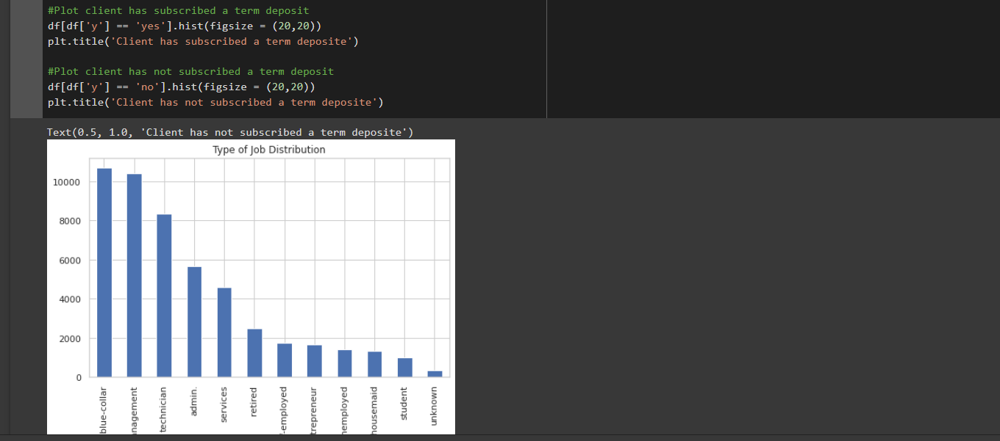 #Plot client has subscribed a term deposit
df[df['y'] == 'yes'].hist(figsize = (20,20))
plt.title('Client has subscribed a term deposite')
#Plot client has not subscribed a term deposit
df[df['y'] == 'no'].hist(figsize = (20,20))
plt.title('Client has not subscribed a term deposite')
Text(0.5, 1.0, 'Client has not subscribed a term deposite')
Type of Job Distribution
10000
8000
6000
4000
2000
0
blue-collar
nagement
technician
admin.
services
retired
-employed
trepreneur
nemployed
housemaid
student
unknown